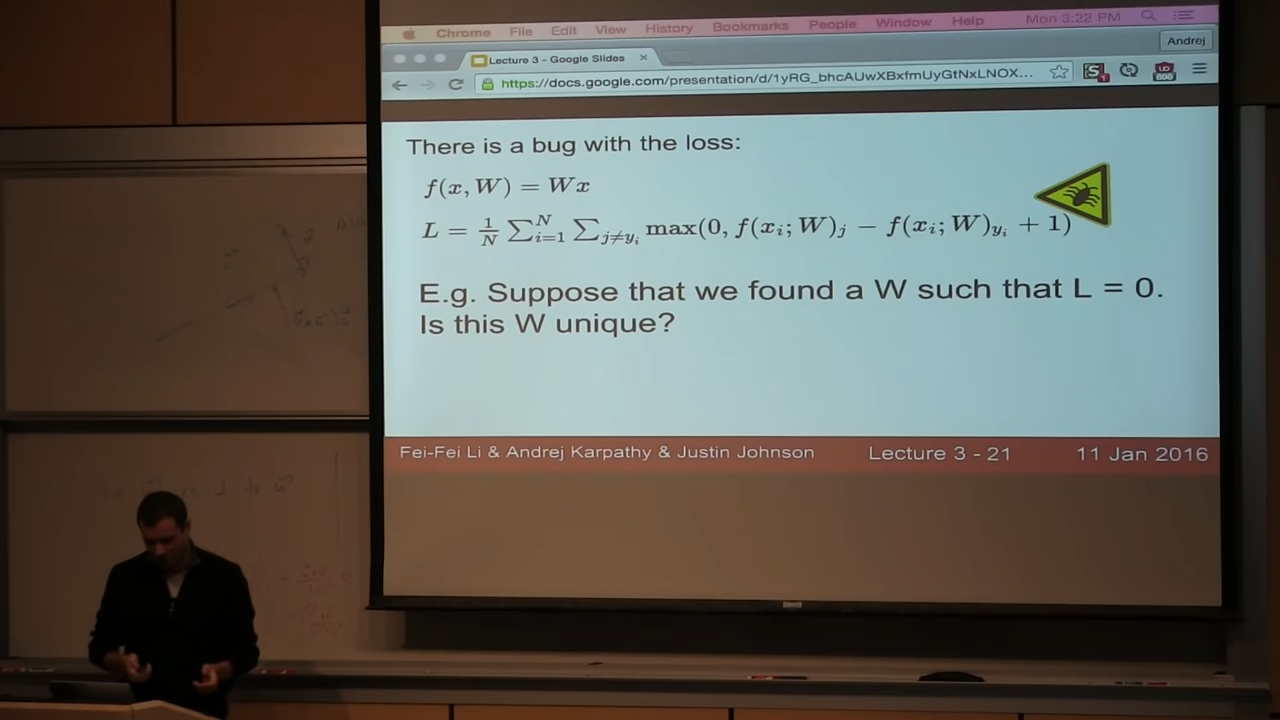 Chrome File Edit View History Bookmarks People Window Help Mon 3:22 PM
Lecture 3 - Google Slides
Andrej
https://docs.google.com/presentation/d/1yRG_bhcAUwXBxfmUyGtNxLNOX...
There is a bug with the loss:
f(x, W) = Wx
L = 1/N ∑_{i=1}^{N} ∑_{j≠y_i} max(0, f(x_i; W)_j − f(x_i; W)_{y_i} + 1)
E.g. Suppose that we found a W such that L = 0.
Is this W unique?
Fei-Fei Li & Andrej Karpathy & Justin Johnson Lecture 3 - 21 11 Jan 2016